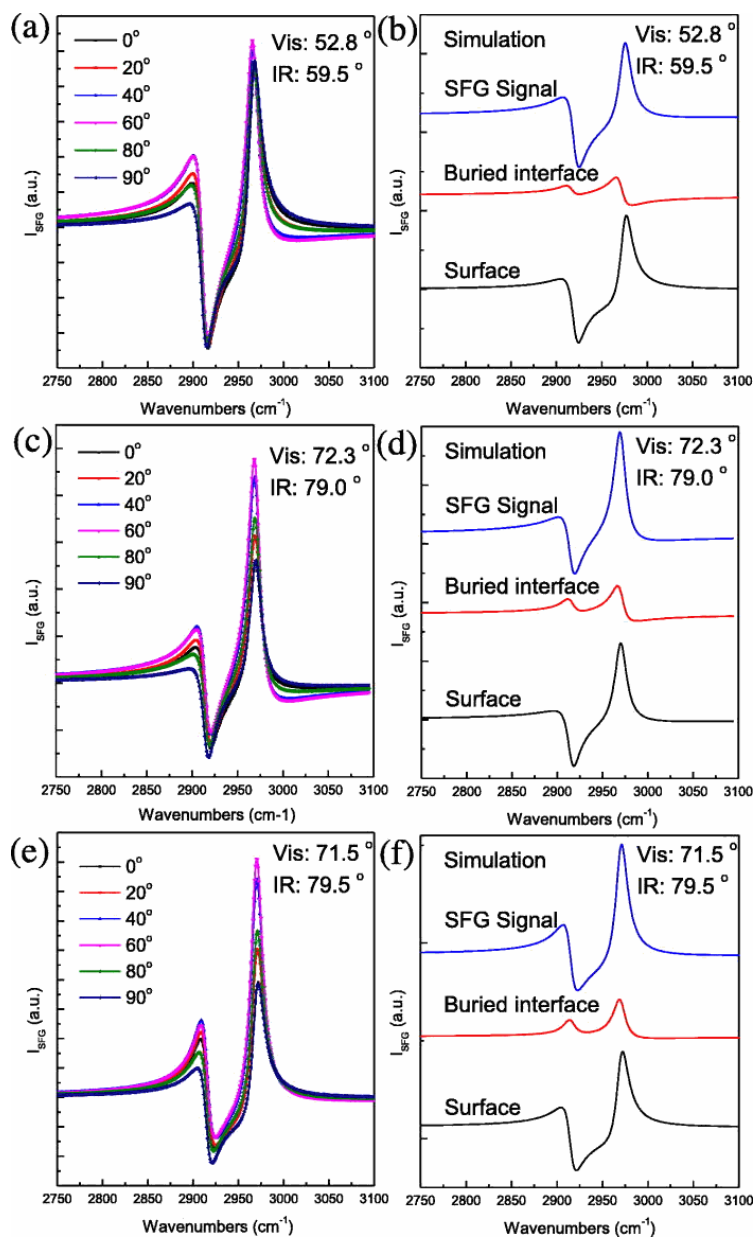 (a)
0°
20°
40°
60°
80°
90°
Vis: 52.8 °
IR: 59.5 °
I_SFG (a.u.)
2750 2800 2850 2900 2950 3000 3050 3100
Wavenumbers (cm⁻¹)
(b)
Simulation
Vis: 52.8 °
IR: 59.5 °
SFG Signal
Buried interface
Surface
I_SFG (a.u.)
2750 2800 2850 2900 2950 3000 3050 3100
Wavenumbers (cm⁻¹)
(c)
0°
20°
40°
60°
80°
90°
Vis: 72.3 °
IR: 79.0 °
I_SFG (a.u.)
2750 2800 2850 2900 2950 3000 3050 3100
Wavenumbers (cm-1)
(d)
Simulation
Vis: 72.3 °
IR: 79.0 °
SFG Signal
Buried interface
Surface
I_SFG (a.u.)
2750 2800 2850 2900 2950 3000 3050 3100
Wavenumbers (cm⁻¹)
(e)
0°
20°
40°
60°
80°
90°
Vis: 71.5 °
IR: 79.5 °
I_SFG (a.u.)
2750 2800 2850 2900 2950 3000 3050 3100
Wavenumbers (cm⁻¹)
(f)
Simulation
Vis: 71.5 °
IR: 79.5 °
SFG Signal
Buried interface
Surface
I_SFG (a.u.)
2750 2800 2850 2900 2950 3000 3050 3100
Wavenumbers (cm⁻¹)